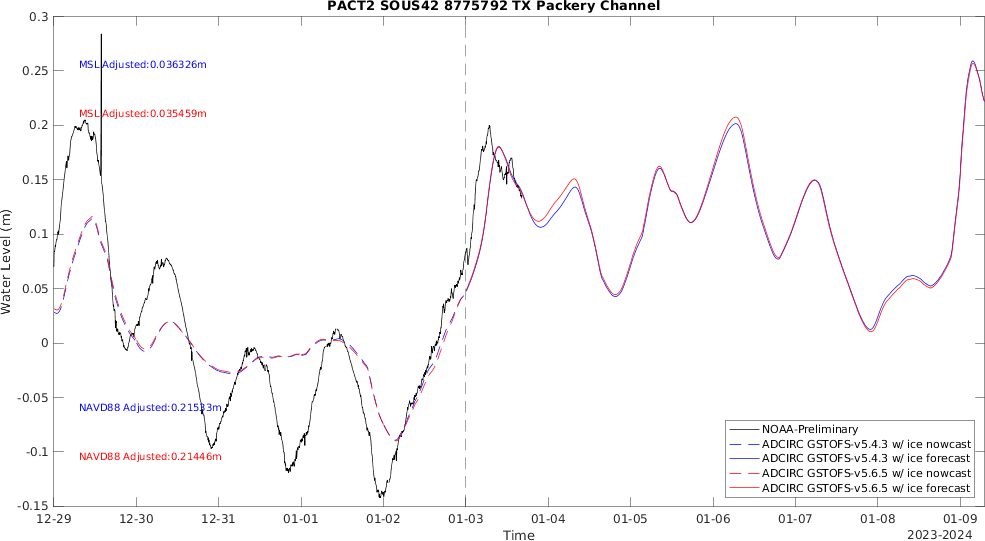 PACT2 SOUS42 8775792 TX Packery Channel
0.3
0.25
0.2
0.15
0.1
0.05
0
-0.05
-0.1
-0.15
Water Level (m)
MSL Adjusted:0.036326m
MSL Adjusted:0.035459m
NAVD88 Adjusted:0.21533m
NAVD88 Adjusted:0.21446m
NOAA-Preliminary
ADCIRC GSTOFS-v5.4.3 w/ ice nowcast
ADCIRC GSTOFS-v5.4.3 w/ ice forecast
ADCIRC GSTOFS-v5.6.5 w/ ice nowcast
ADCIRC GSTOFS-v5.6.5 w/ ice forecast
12-29 12-30 12-31 01-01 01-02 01-03 01-04 01-05 01-06 01-07 01-08 01-09
Time
2023-2024